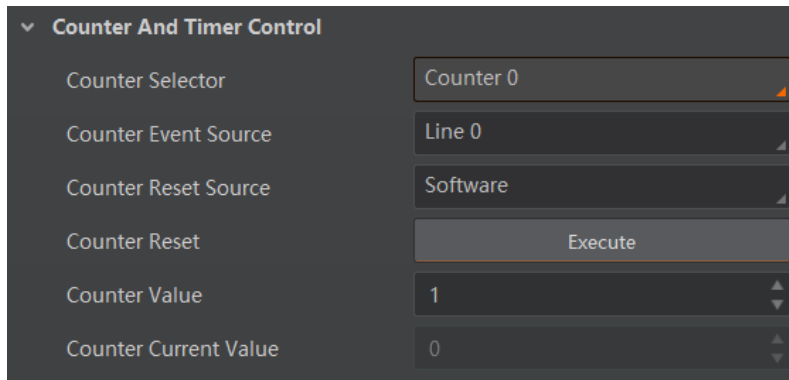 Counter And Timer Control
Counter Selector Counter 0
Counter Event Source Line 0
Counter Reset Source Software
Counter Reset Execute
Counter Value 1
Counter Current Value 0